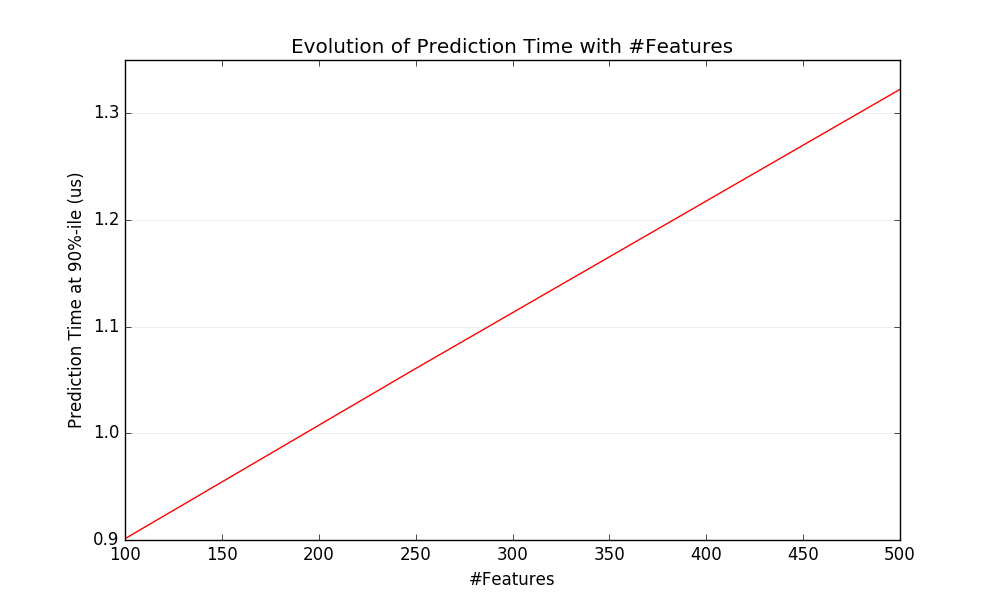 Evolution of Prediction Time with #Features
1.3
1.2
1.1
1.0
0.9
Prediction Time at 90%-ile (us)
100 150 200 250 300 350 400 450 500
#Features